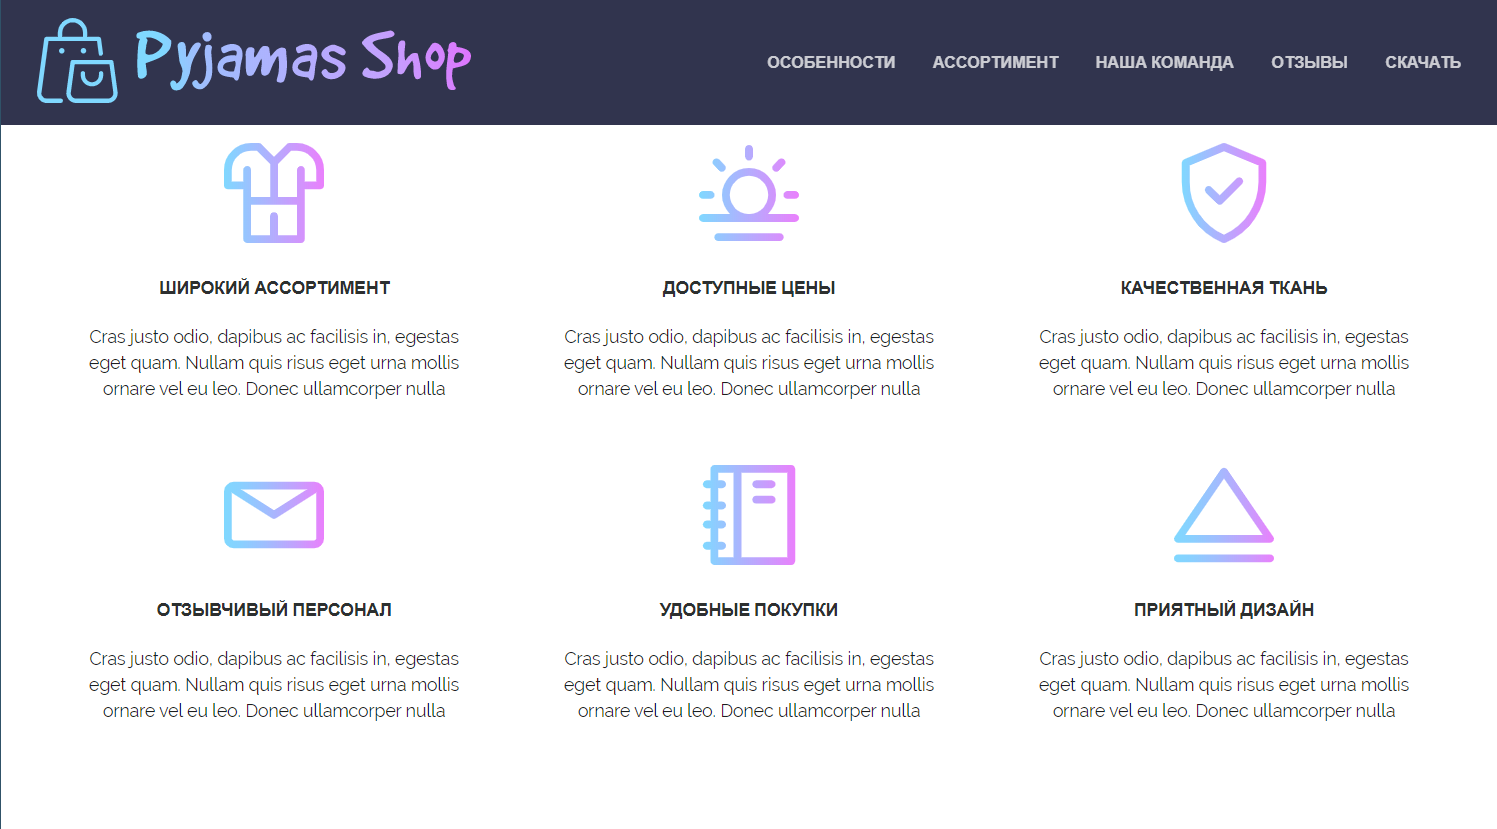 Pyjamas Shop
ОСОБЕННОСТИ АССОРТИМЕНТ НАША КОМАНДА ОТЗЫВЫ СКАЧАТЬ
ШИРОКИЙ АССОРТИМЕНТ
Cras justo odio, dapibus ac facilisis in, egestas
eget quam. Nullam quis risus eget urna mollis
ornare vel eu leo. Donec ullamcorper nulla
ДОСТУПНЫЕ ЦЕНЫ
Cras justo odio, dapibus ac facilisis in, egestas
eget quam. Nullam quis risus eget urna mollis
ornare vel eu leo. Donec ullamcorper nulla
КАЧЕСТВЕННАЯ ТКАНЬ
Cras justo odio, dapibus ac facilisis in, egestas
eget quam. Nullam quis risus eget urna mollis
ornare vel eu leo. Donec ullamcorper nulla
ОТЗЫВЧИВЫЙ ПЕРСОНАЛ
Cras justo odio, dapibus ac facilisis in, egestas
eget quam. Nullam quis risus eget urna mollis
ornare vel eu leo. Donec ullamcorper nulla
УДОБНЫЕ ПОКУПКИ
Cras justo odio, dapibus ac facilisis in, egestas
eget quam. Nullam quis risus eget urna mollis
ornare vel eu leo. Donec ullamcorper nulla
ПРИЯТНЫЙ ДИЗАЙН
Cras justo odio, dapibus ac facilisis in, egestas
eget quam. Nullam quis risus eget urna mollis
ornare vel eu leo. Donec ullamcorper nulla